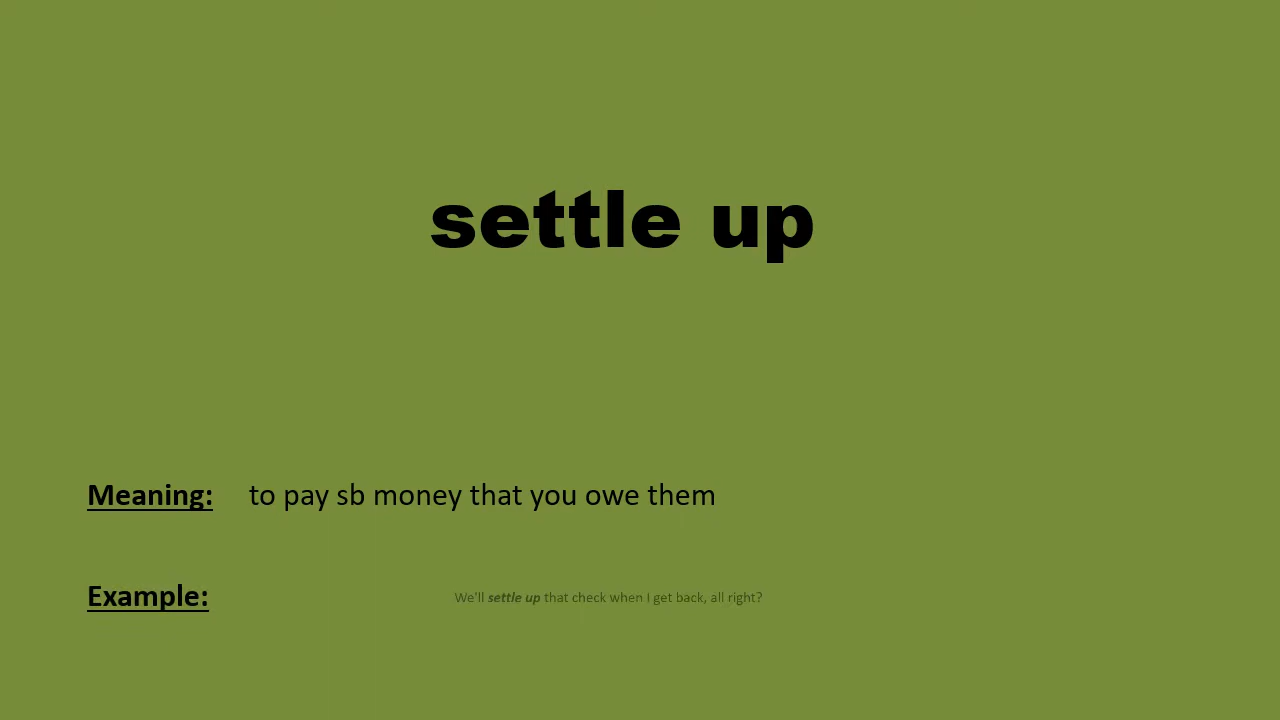 settle up
Meaning: to pay sb money that you owe them
Example: We'll settle up that check when I get back, all right?